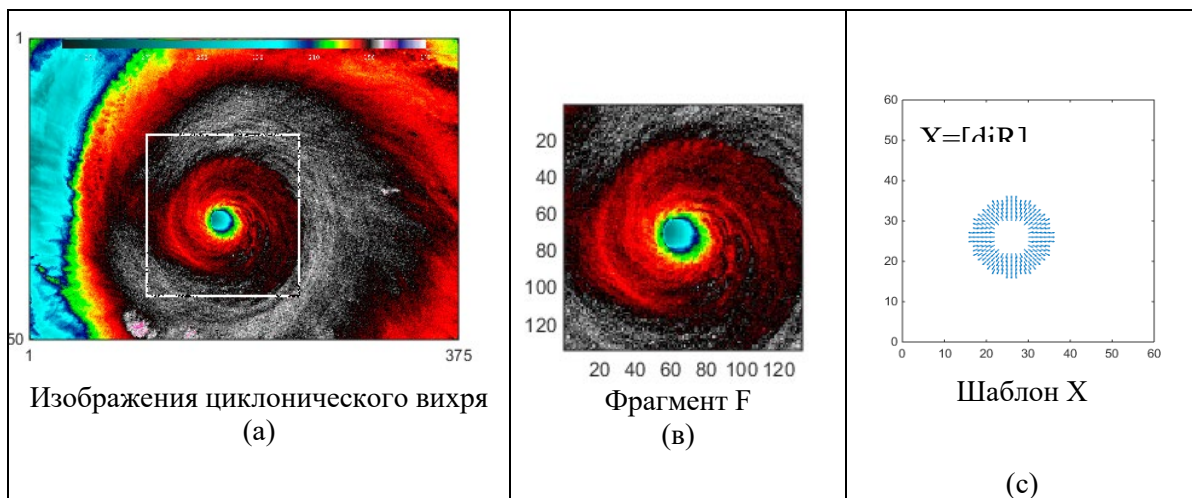 1
50
1
375
Изображения циклонического вихря
(а)
20
40
60
80
100
120
20 40 60 80 100 120
Фрагмент F
(в)
60
50
40
30
20
10
0
0 10 20 30 40 50 60
X=[diR]
Шаблон X
(c)